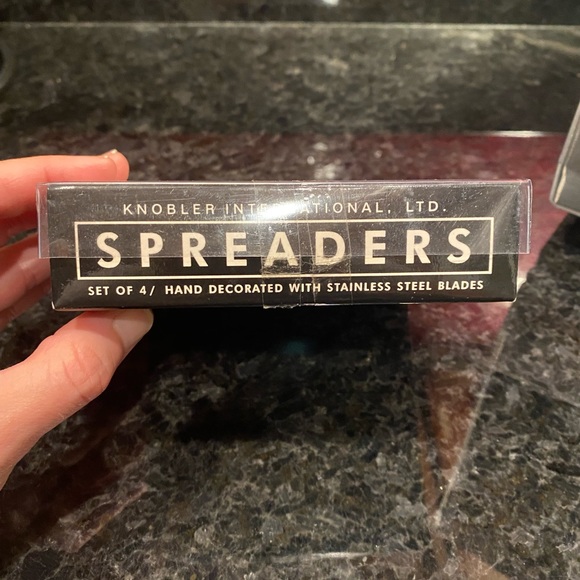 KNOBLER INTERNATIONAL, LTD.
SPREADERS
SET OF 4/ HAND DECORATED WITH STAINLESS STEEL BLADES